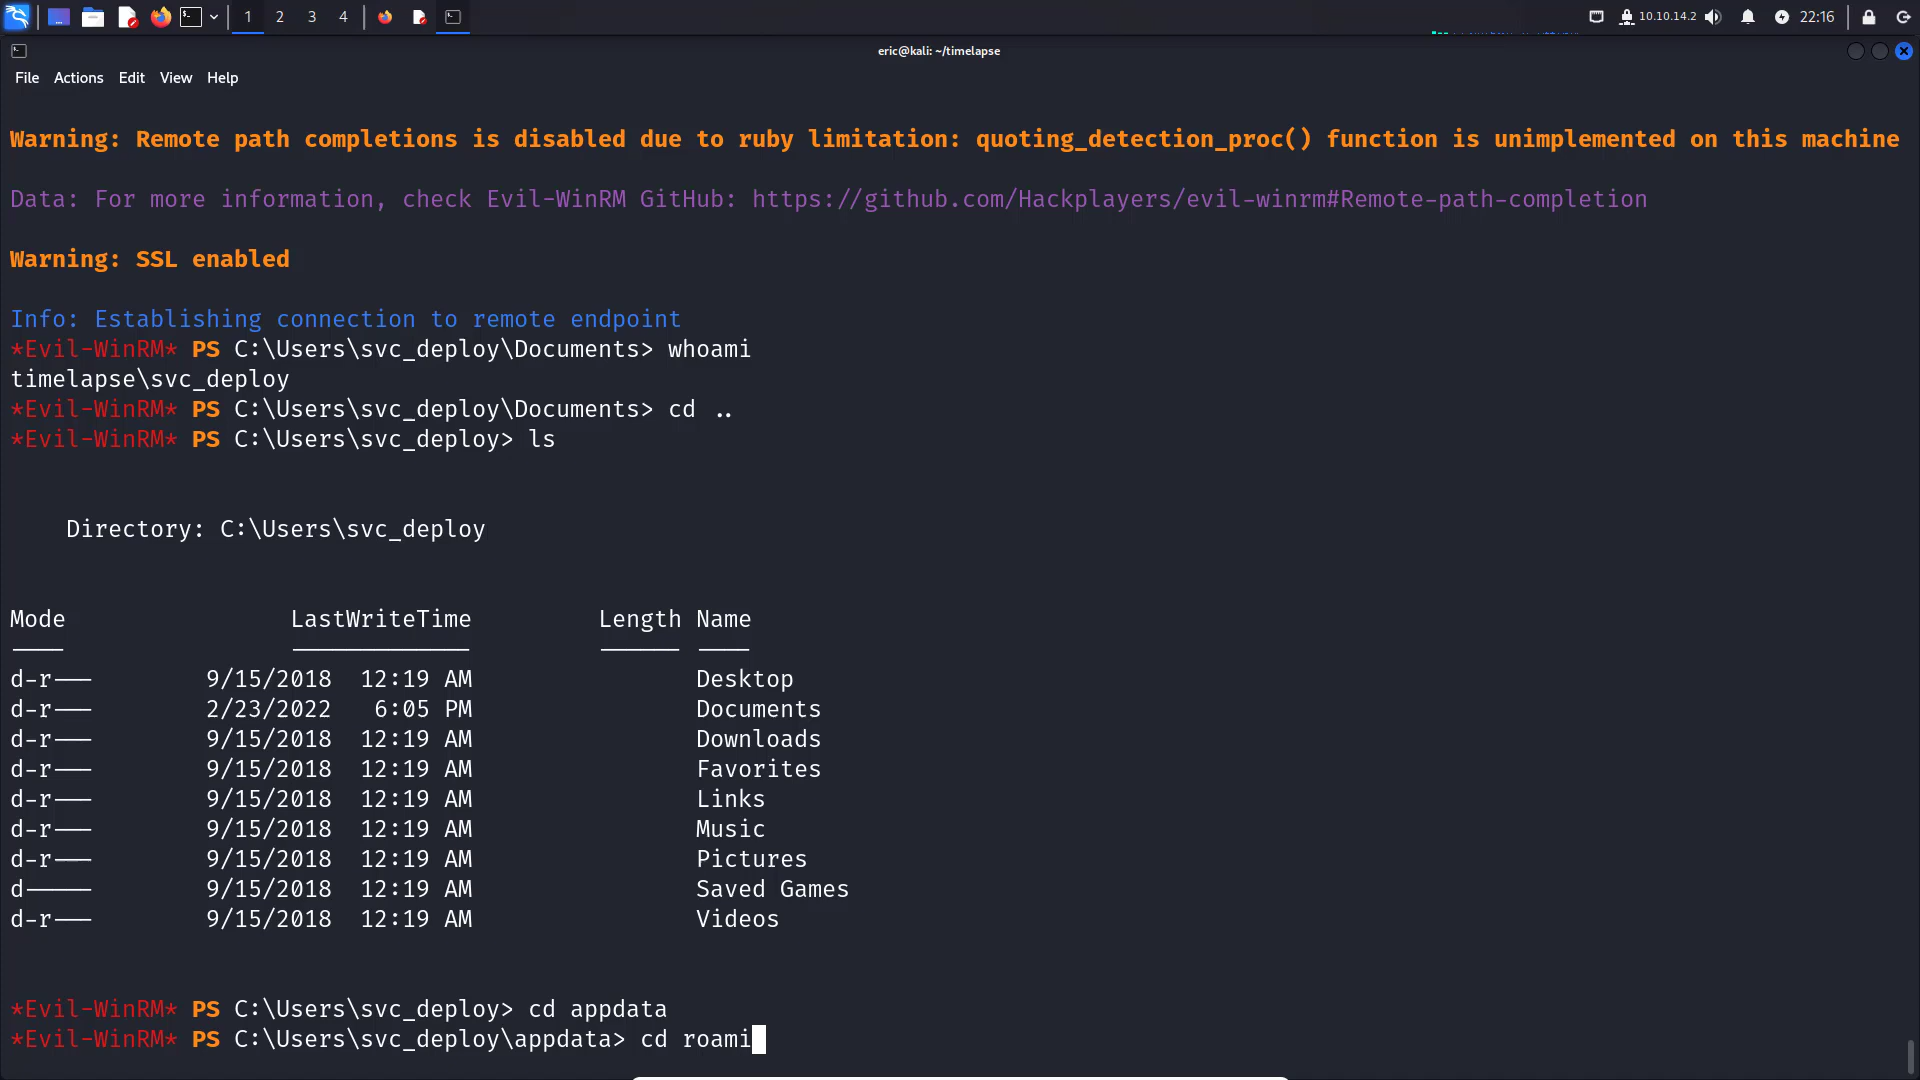 1 2 3 4 10.10.14.2 22:16
eric@kali: ~/timelapse
File Actions Edit View Help
Warning: Remote path completions is disabled due to ruby limitation: quoting_detection_proc() function is unimplemented on this machine
Data: For more information, check Evil-WinRM GitHub: https://github.com/Hackplayers/evil-winrm#Remote-path-completion
Warning: SSL enabled
Info: Establishing connection to remote endpoint
*Evil-WinRM* PS C:\Users\svc_deploy\Documents> whoami
timelapse\svc_deploy
*Evil-WinRM* PS C:\Users\svc_deploy\Documents> cd ..
*Evil-WinRM* PS C:\Users\svc_deploy> ls
Directory: C:\Users\svc_deploy
Mode LastWriteTime Length Name
---- ------------- ------ ----
d-r--- 9/15/2018 12:19 AM Desktop
d-r--- 2/23/2022 6:05 PM Documents
d-r--- 9/15/2018 12:19 AM Downloads
d-r--- 9/15/2018 12:19 AM Favorites
d-r--- 9/15/2018 12:19 AM Links
d-r--- 9/15/2018 12:19 AM Music
d-r--- 9/15/2018 12:19 AM Pictures
d----- 9/15/2018 12:19 AM Saved Games
d-r--- 9/15/2018 12:19 AM Videos
*Evil-WinRM* PS C:\Users\svc_deploy> cd appdata
*Evil-WinRM* PS C:\Users\svc_deploy\appdata> cd roami